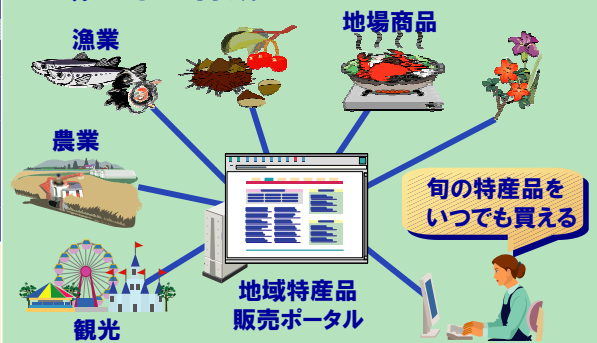 漁業
地場商品
農業
旬の特産品を
いつでも買える
地域特産品
販売ポータル
観光